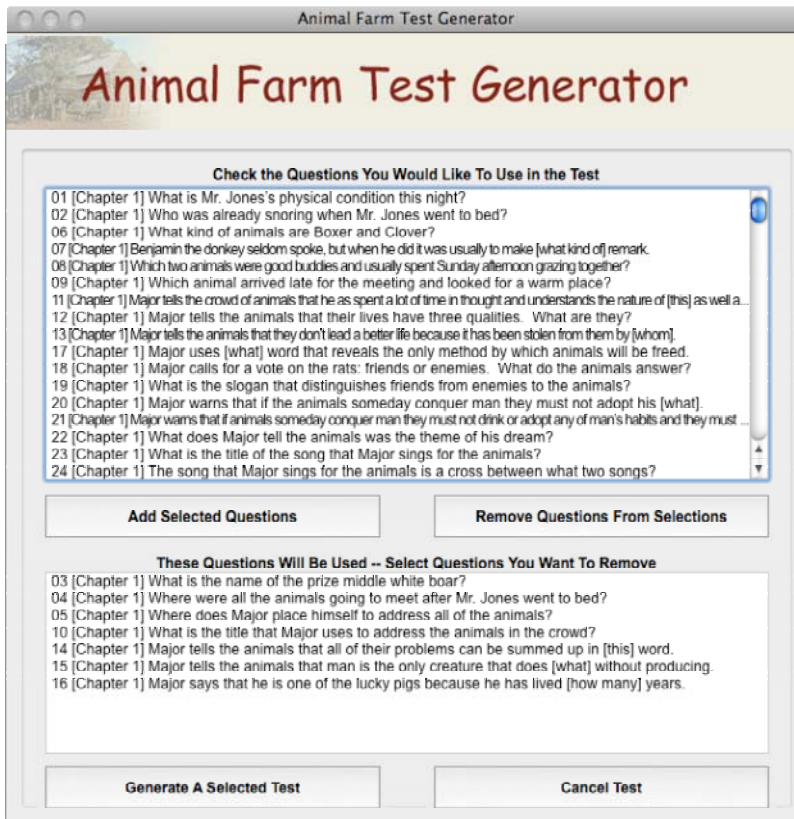 Animal Farm Test Generator
Animal Farm Test Generator
Check the Questions You Would Like To Use in the Test
01 [Chapter 1] What is Mr. Jones's physical condition this night?
02 [Chapter 1] Who was already snoring when Mr. Jones went to bed?
06 [Chapter 1] What kind of animals are Boxer and Clover?
07 [Chapter 1] Benjamin the donkey seldom spoke, but when he did it was usually to make [what kind of] remark.
08 [Chapter 1] Which two animals were good buddies and usually spent Sunday afternoon grazing together?
09 [Chapter 1] Which animal arrived late for the meeting and looked for a warm place?
11 [Chapter 1] Major tells the crowd of animals that he as spent a lot of time in thought and understands the nature of [this] as well a...
12 [Chapter 1] Major tells the animals that their lives have three qualities.  What are they?
13 [Chapter 1] Major tells the animals that they don't lead a better life because it has been stolen from them by [whom].
17 [Chapter 1] Major uses [what] word that reveals the only method by which animals will be freed.
18 [Chapter 1] Major calls for a vote on the rats: friends or enemies.  What do the animals answer?
19 [Chapter 1] What is the slogan that distinguishes friends from enemies to the animals?
20 [Chapter 1] Major warns that if the animals someday conquer man they must not adopt his [what].
21 [Chapter 1] Major warns that if animals someday conquer man they must not drink or adopt any of man's habits and they must ...
22 [Chapter 1] What does Major tell the animals was the theme of his dream?
23 [Chapter 1] What is the title of the song that Major sings for the animals?
24 [Chapter 1] The song that Major sings for the animals is a cross between what two songs?
Add Selected Questions
Remove Questions From Selections
These Questions Will Be Used -- Select Questions You Want To Remove
03 [Chapter 1] What is the name of the prize middle white boar?
04 [Chapter 1] Where were all the animals going to meet after Mr. Jones went to bed?
05 [Chapter 1] Where does Major place himself to address all of the animals?
10 [Chapter 1] What is the title that Major uses to address the animals in the crowd?
14 [Chapter 1] Major tells the animals that all of their problems can be summed up in [this] word.
15 [Chapter 1] Major tells the animals that man is the only creature that does [what] without producing.
16 [Chapter 1] Major says that he is one of the lucky pigs because he has lived [how many] years.
Generate A Selected Test
Cancel Test